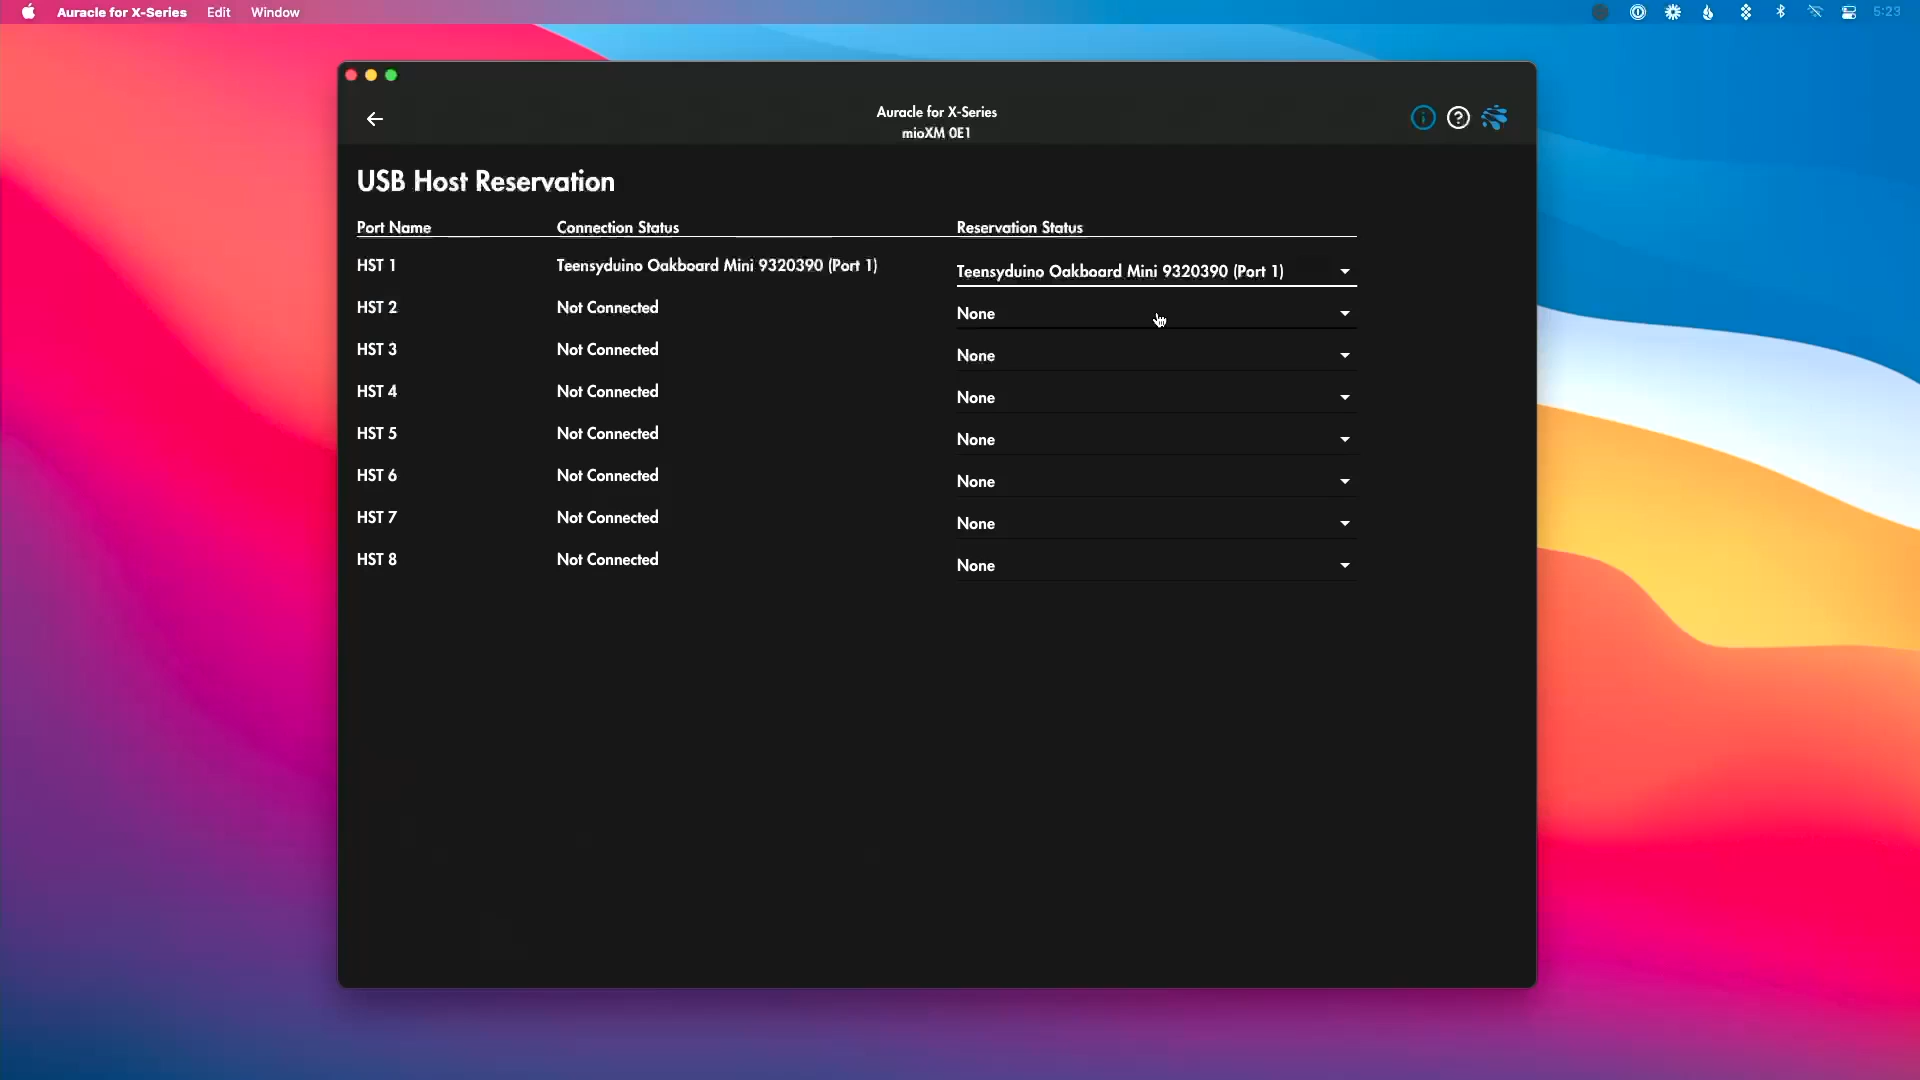 Auracle for X-Series Edit Window 5:23
Auracle for X-Series
mioXM 0E1
USB Host Reservation
Port Name Connection Status Reservation Status
HST 1 Teensyduino Oakboard Mini 9320390 (Port 1) Teensyduino Oakboard Mini 9320390 (Port 1)
HST 2 Not Connected None
HST 3 Not Connected None
HST 4 Not Connected None
HST 5 Not Connected None
HST 6 Not Connected None
HST 7 Not Connected None
HST 8 Not Connected None